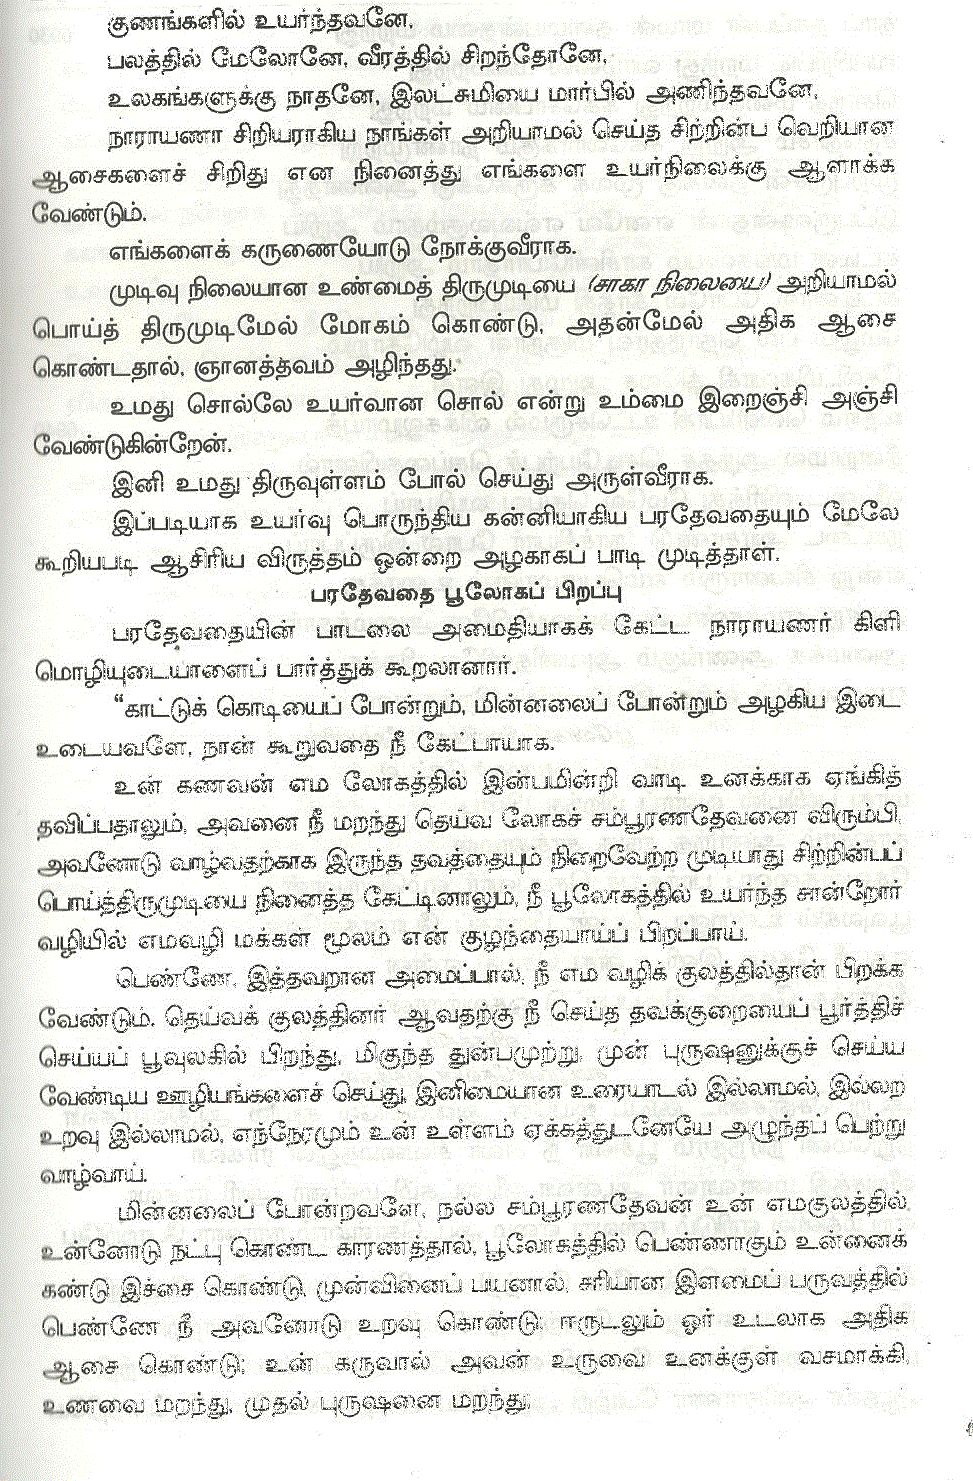 குணங்களில் உயர்ந்தவனே,
பலத்தில் மேலோனே, வீரத்தில் சிறந்தோனே,
உலகங்களுக்கு நாதனே, இலட்சுமியை மார்பில் அணிந்தவனே,
நாராயணா சிறியராகிய நாங்கள் அறியாமல் செய்த சிற்றின்ப வெறியான
ஆசைகளைச் சிறிது என நினைத்து எங்களை உயர்நிலைக்கு ஆளாக்க
வேண்டும்.
எங்களைக் கருணையோடு நோக்குவீராக.
முடிவு நிலையான உண்மைத் திருமுடியை (சாகா நிலையை) அறியாமல்
பொய்த் திருமுடிமேல் மோகம் கொண்டு, அதன்மேல் அதிக ஆசை
கொண்டதால், ஞானத்தவம் அழிந்தது.
உமது சொல்லே உயர்வான சொல் என்று உம்மை இறைஞ்சி அஞ்சி
வேண்டுகின்றேன்.
இனி உமது திருவுள்ளம் போல் செய்து அருள்வீராக.
இப்படியாக உயர்வு பொருந்திய கன்னியாகிய பரதேவதையும் மேலே
கூறியபடி ஆசிரிய விருத்தம் ஒன்றை அழகாகப் பாடி முடித்தாள்.
பரதேவதை பூலோகப் பிறப்பு
பரதேவதையின் பாடலை அமைதியாகக் கேட்ட நாராயணர் கிளி
மொழியுடையாளைப் பார்த்துக் கூறலானார்.
“காட்டுக் கொடியைப் போன்றும், மின்னலைப் போன்றும் அழகிய இடை
உடையவளே, நான் கூறுவதை நீ கேட்பாயாக.
உன் கணவன் எம லோகத்தில் இன்பமின்றி வாடி உனக்காக ஏங்கித்
தவிப்பதாலும், அவனை நீ மறந்து தெய்வ லோகச் சம்பூரணதேவனை விரும்பி,
அவனோடு வாழ்வதற்காக இருந்த தவத்தையும் நிறைவேற்ற முடியாது சிற்றின்பப்
பொய்த்திருமுடியை நினைத்த கேட்டினாலும், நீ பூலோகத்தில் உயர்ந்த சான்றோர்
வழியில் எமவழி மக்கள் மூலம் என் குழந்தையாய்ப் பிறப்பாய்.
பெண்ணே, இத்தவறான அமைப்பால், நீ எம வழிக் குலத்தில்தான் பிறக்க
வேண்டும். தெய்வக் குலத்தினர் ஆவதற்கு நீ செய்த தவக்குறையைப் பூர்த்திச்
செய்யப் பூவுலகில் பிறந்து, மிகுந்த துன்பமுற்று, முன் புருஷனுக்குச் செய்ய
வேண்டிய ஊழியங்களைச் செய்து, இனிமையான உரையாடல் இல்லாமல், இல்லற
உறவு இல்லாமல், எந்நேரமும் உன் உள்ளம் ஏக்கத்துடனேயே அழுந்தப் பெற்று
வாழ்வாய்.
மின்னலைப் போன்றவளே, நல்ல சம்பூரணதேவன் உன் எமகுலத்தில்,
உன்னோடு நட்பு கொண்ட காரணத்தால், பூலோகத்தில் பெண்ணாகும் உன்னைக்
கண்டு இச்சை கொண்டு, முன்வினைப் பயனால், சரியான இளமைப் பருவத்தில்
பெண்ணே நீ அவனோடு உறவு கொண்டு; ஈருடலும் ஓர் உடலாக அதிக
ஆசை கொண்டு; உன் கருவால் அவன் உருவை உனக்குள் வசமாக்கி,
உணவை மறந்து, முதல் புருஷனை மறந்து,